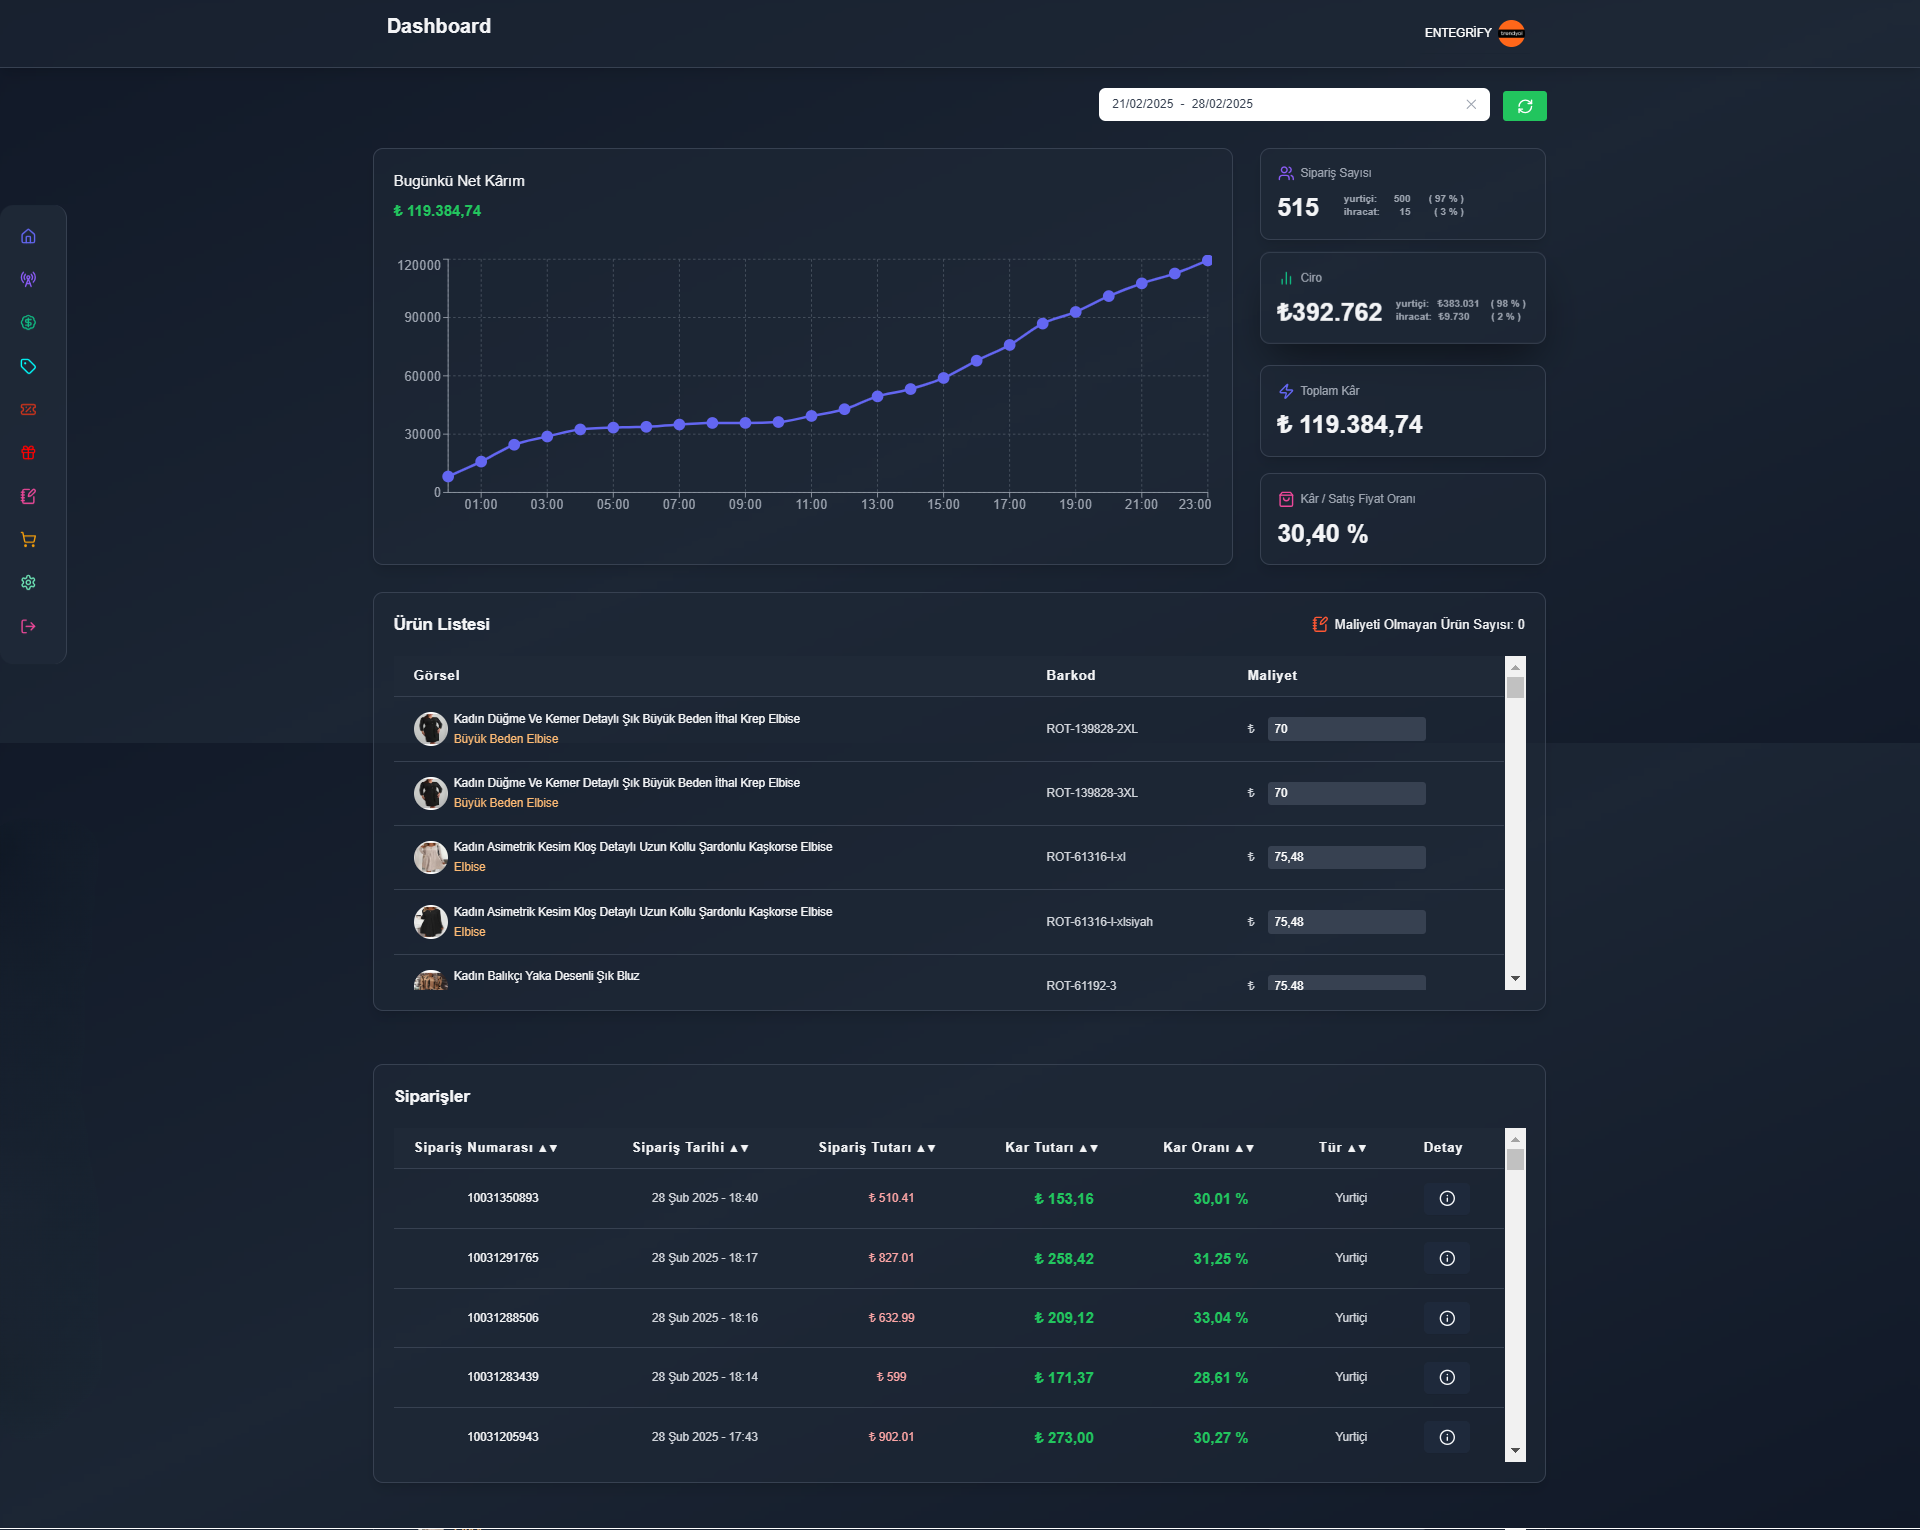 Dashboard
ENTEGRİFY
trendyol
21/02/2025 - 28/02/2025
Bugünkü Net Kârım
₺ 119.384,74
120000
90000
60000
30000
0
01:00 03:00 05:00 07:00 09:00 11:00 13:00 15:00 17:00 19:00 21:00 23:00
Sipariş Sayısı
515
yurtiçi: 500 ( 97 % )
ihracat: 15 ( 3 % )
Ciro
₺392.762
yurtiçi: ₺383.031 ( 98 % )
ihracat: ₺9.730 ( 2 % )
Toplam Kâr
₺ 119.384,74
Kâr / Satış Fiyat Oranı
30,40 %
Ürün Listesi
Maliyeti Olmayan Ürün Sayısı: 0
Görsel Barkod Maliyet
Kadın Düğme Ve Kemer Detaylı Şık Büyük Beden İthal Krep Elbise
Büyük Beden Elbise
ROT-139828-2XL ₺ 70
Kadın Düğme Ve Kemer Detaylı Şık Büyük Beden İthal Krep Elbise
Büyük Beden Elbise
ROT-139828-3XL ₺ 70
Kadın Asimetrik Kesim Kloş Detaylı Uzun Kollu Şardonlu Kaşkorse Elbise
Elbise
ROT-61316-l-xl ₺ 75,48
Kadın Asimetrik Kesim Kloş Detaylı Uzun Kollu Şardonlu Kaşkorse Elbise
Elbise
ROT-61316-l-xlsiyah ₺ 75,48
Kadın Balıkçı Yaka Desenli Şık Bluz
ROT-61192-3 ₺ 75,48
Siparişler
Sipariş Numarası ▲▼ Sipariş Tarihi ▲▼ Sipariş Tutarı ▲▼ Kar Tutarı ▲▼ Kar Oranı ▲▼ Tür ▲▼ Detay
10031350893 28 Şub 2025 - 18:40 ₺ 510.41 ₺ 153,16 30,01 % Yurtiçi
10031291765 28 Şub 2025 - 18:17 ₺ 827.01 ₺ 258,42 31,25 % Yurtiçi
10031288506 28 Şub 2025 - 18:16 ₺ 632.99 ₺ 209,12 33,04 % Yurtiçi
10031283439 28 Şub 2025 - 18:14 ₺ 599 ₺ 171,37 28,61 % Yurtiçi
10031205943 28 Şub 2025 - 17:43 ₺ 902.01 ₺ 273,00 30,27 % Yurtiçi